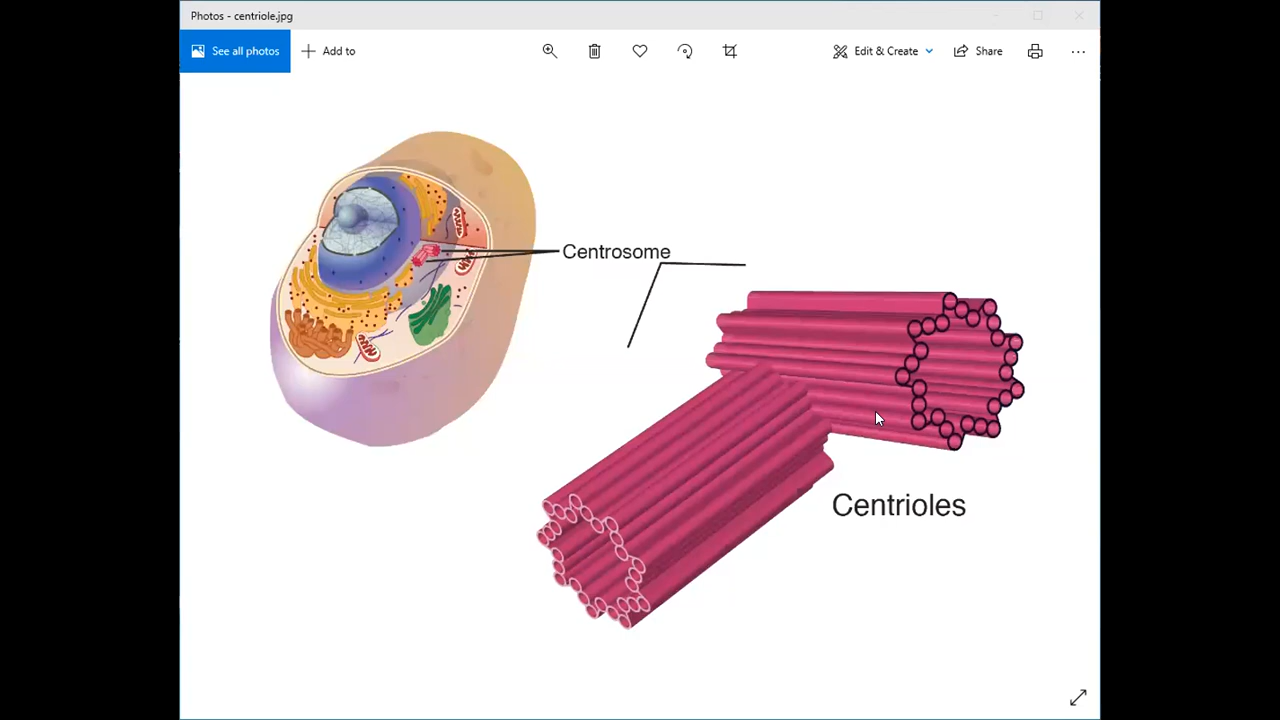 Photos - centriole.jpg
See all photos
Add to
Edit & Create
Share
Centrosome
Centrioles